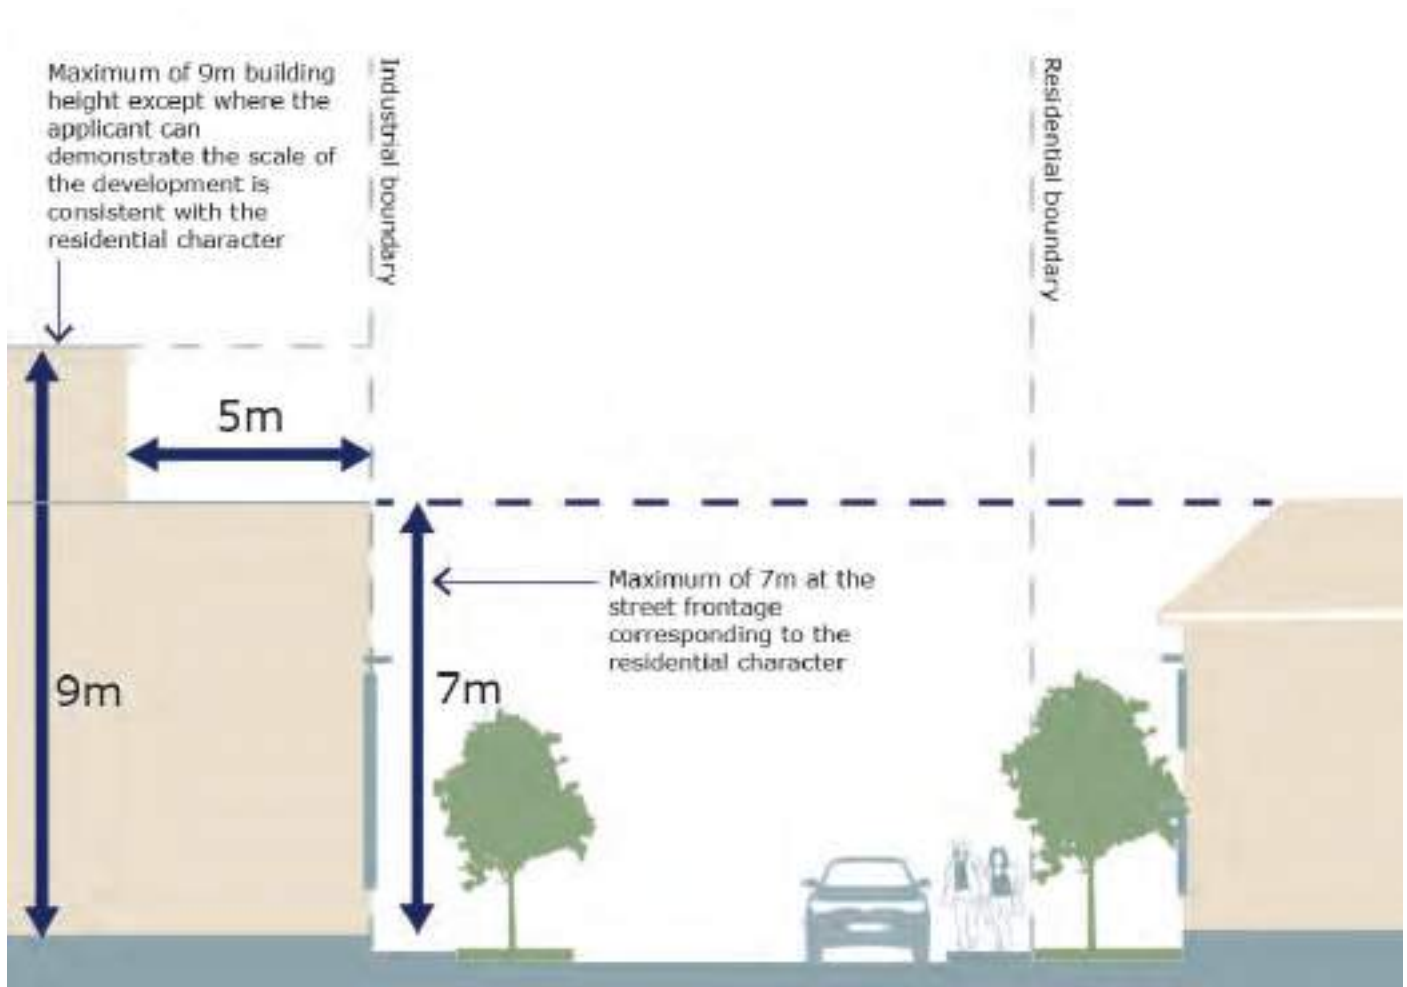 Maximum of 9m building
height except where the
applicant can
demonstrate the scale of
the development is
consistent with the
residential character
Industrial boundary
Residential boundary
5m
Maximum of 7m at the
street frontage
corresponding to the
residential character
9m
7m